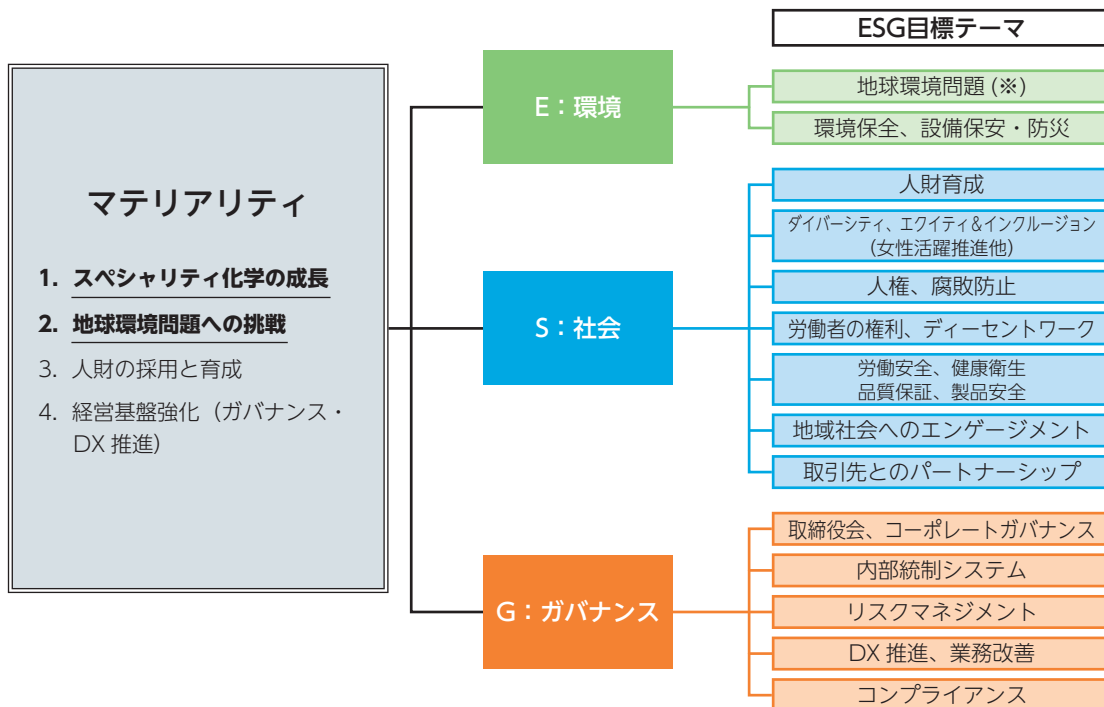 マテリアリティ
1. スペシャリティ化学の成長
2. 地球環境問題への挑戦
3. 人財の採用と育成
4. 経営基盤強化（ガバナンス・
DX 推進）
E：環境
S：社会
G：ガバナンス
ESG目標テーマ
地球環境問題 (※)
環境保全、設備保安・防災
人財育成
ダイバーシティ、エクイティ＆インクルージョン
(女性活躍推進他)
人権、腐敗防止
労働者の権利、ディーセントワーク
労働安全、健康衛生
品質保証、製品安全
地域社会へのエンゲージメント
取引先とのパートナーシップ
取締役会、コーポレートガバナンス
内部統制システム
リスクマネジメント
DX 推進、業務改善
コンプライアンス